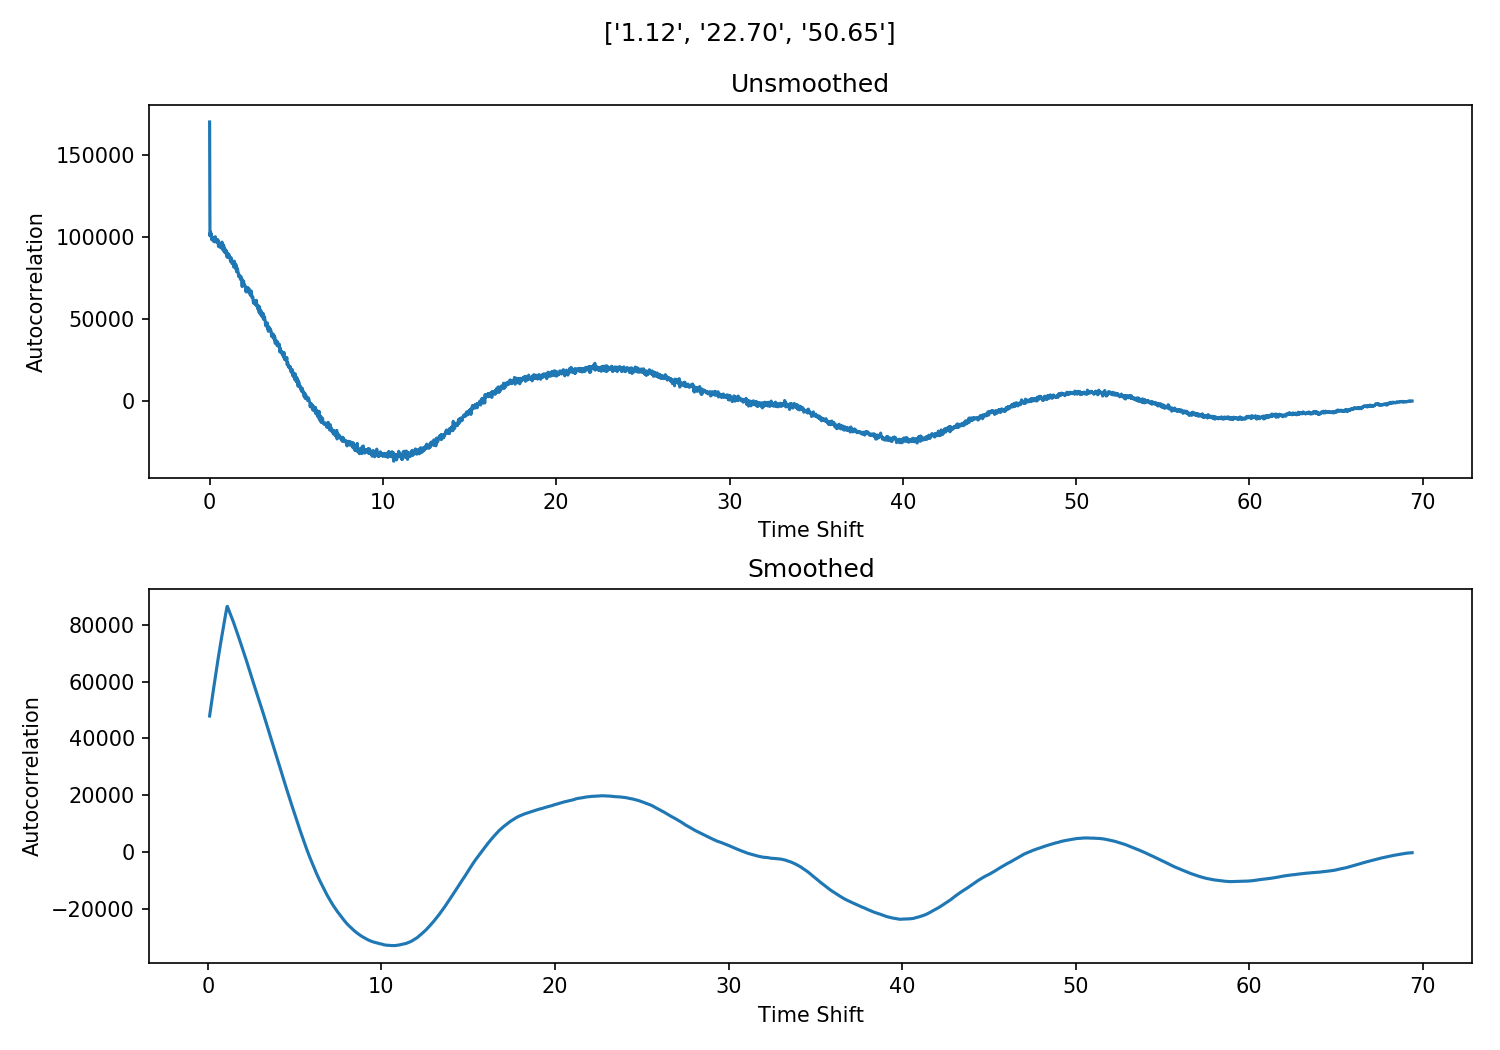 ['1.12', '22.70', '50.65']
Unsmoothed
150000
100000
50000
0
Autocorrelation
0 10 20 30 40 50 60 70
Time Shift
Smoothed
80000
60000
40000
20000
0
−20000
Autocorrelation
0 10 20 30 40 50 60 70
Time Shift